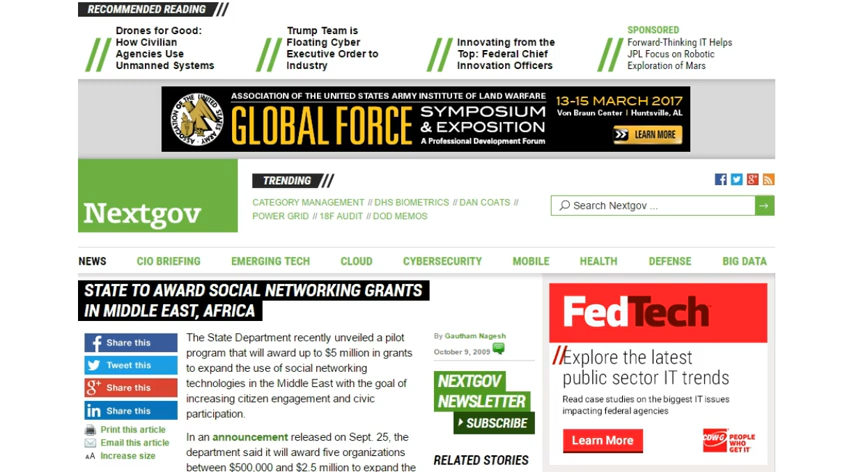 RECOMMENDED READING
Drones for Good:
How Civilian
Agencies Use
Unmanned Systems
Trump Team is
Floating Cyber
Executive Order to
Industry
Innovating from the
Top: Federal Chief
Innovation Officers
SPONSORED
Forward-Thinking IT Helps
JPL Focus on Robotic
Exploration of Mars
ASSOCIATION OF THE UNITED STATES ARMY INSTITUTE OF LAND WARFARE
GLOBAL FORCE
SYMPOSIUM
& EXPOSITION
A Professional Development Forum
13-15 MARCH 2017
Von Braun Center | Huntsville, AL
LEARN MORE
Nextgov
TRENDING
CATEGORY MANAGEMENT // DHS BIOMETRICS // DAN COATS //
POWER GRID // 18F AUDIT // DOD MEMOS
Search Nextgov ...
NEWS CIO BRIEFING EMERGING TECH CLOUD CYBERSECURITY MOBILE HEALTH DEFENSE BIG DATA
STATE TO AWARD SOCIAL NETWORKING GRANTS
IN MIDDLE EAST, AFRICA
Share this
Tweet this
Share this
Share this
Print this article
Email this article
AA Increase size
The State Department recently unveiled a pilot
program that will award up to $5 million in grants
to expand the use of social networking
technologies in the Middle East with the goal of
increasing citizen engagement and civic
participation.
In an announcement released on Sept. 25, the
department said it will award five organizations
between $500,000 and $2.5 million to expand the
By Gautham Nagesh
October 9, 2009
NEXTGOV
NEWSLETTER
SUBSCRIBE
RELATED STORIES
FedTech
Explore the latest
public sector IT trends
Read case studies on the biggest IT issues
impacting federal agencies
Learn More
CDWG
PEOPLE
WHO
GET IT